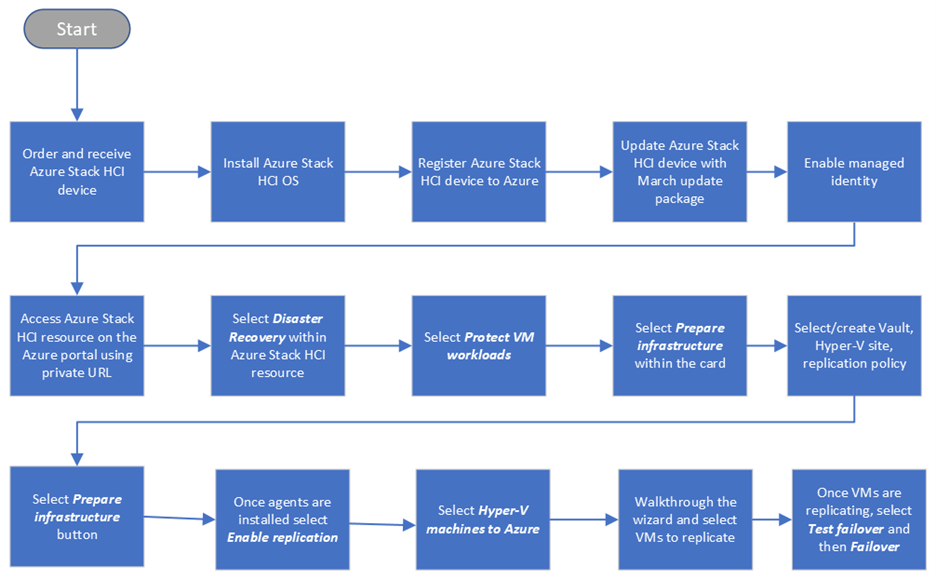 Start
Order and receive
Azure Stack HCI
device
Install Azure Stack
HCI OS
Register Azure Stack
HCI device to Azure
Update Azure Stack
HCI device with
March update
package
Enable managed
identity
Access Azure Stack
HCI resource on the
Azure portal using
private URL
Select Disaster
Recovery within
Azure Stack HCI
resource
Select Protect VM
workloads
Select Prepare
infrastructure
within the card
Select/create Vault,
Hyper-V site,
replication policy
Select Prepare
infrastructure
button
Once agents are
installed select
Enable replication
Select Hyper-V
machines to Azure
Walkthrough the
wizard and select
VMs to replicate
Once VMs are
replicating, select
Test failover and
then Failover